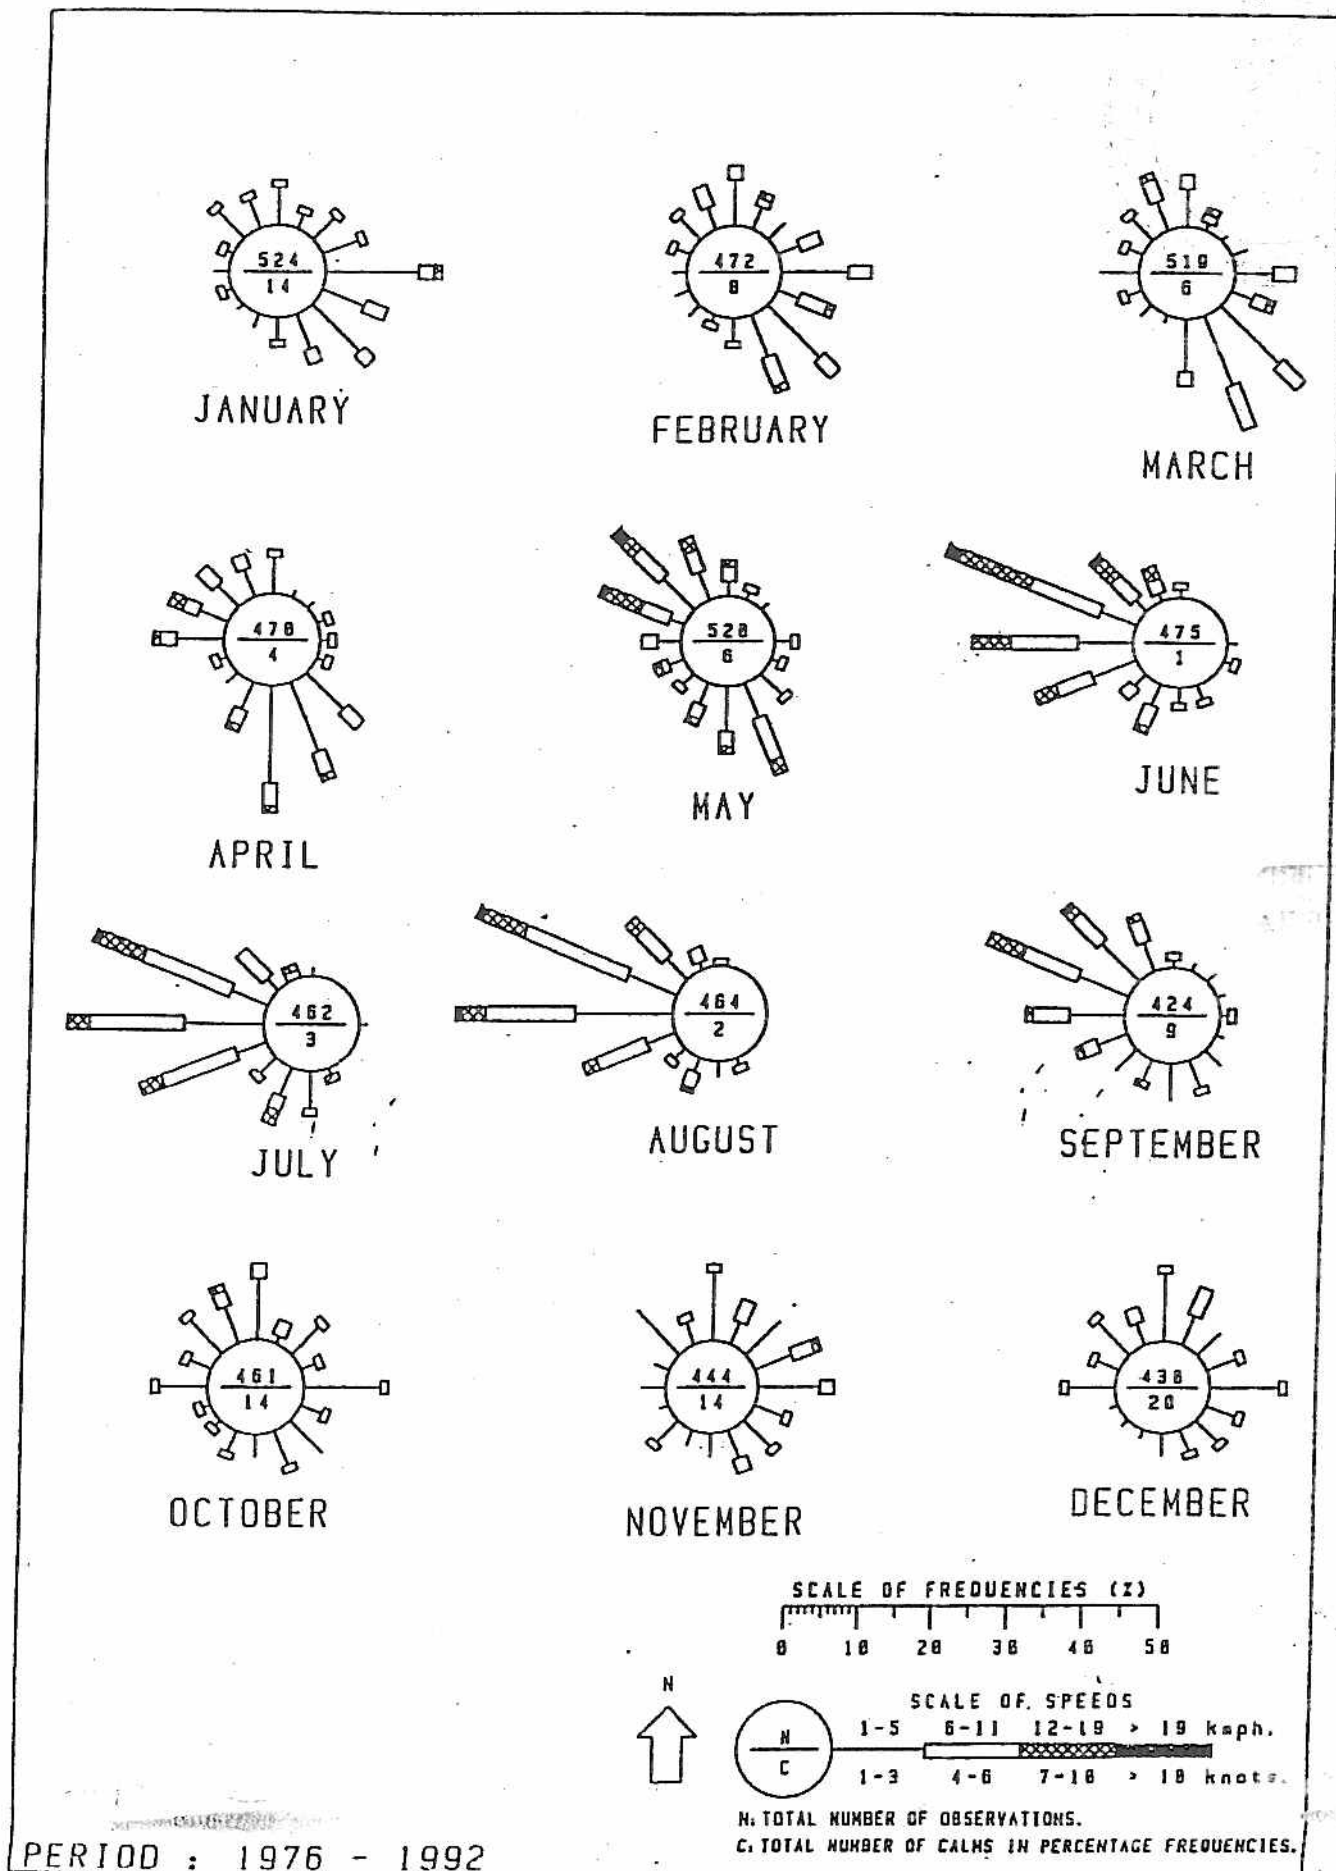 524
14
JANUARY
472
8
FEBRUARY
519
6
MARCH
478
4
APRIL
528
6
MAY
475
1
JUNE
462
3
JULY
464
2
AUGUST
424
9
SEPTEMBER
461
14
OCTOBER
444
14
NOVEMBER
438
20
DECEMBER
SCALE OF FREQUENCIES (%)
0 10 20 30 40 50
N
SCALE OF SPEEDS
1-5 6-11 12-19 > 19 kmph.
N
C
1-3 4-6 7-10 > 10 knots.
N: TOTAL NUMBER OF OBSERVATIONS.
C: TOTAL NUMBER OF CALMS IN PERCENTAGE FREQUENCIES.
PERIOD : 1976 - 1992